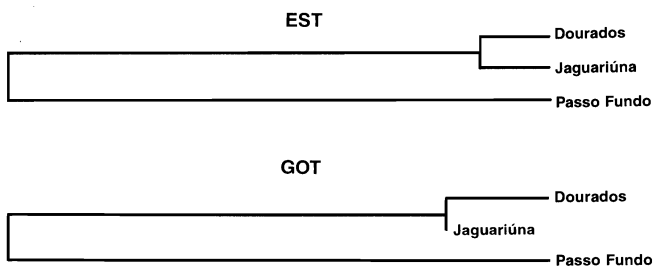 EST
Dourados
Jaguariúna
Passo Fundo
GOT
Dourados
Jaguariúna
Passo Fundo